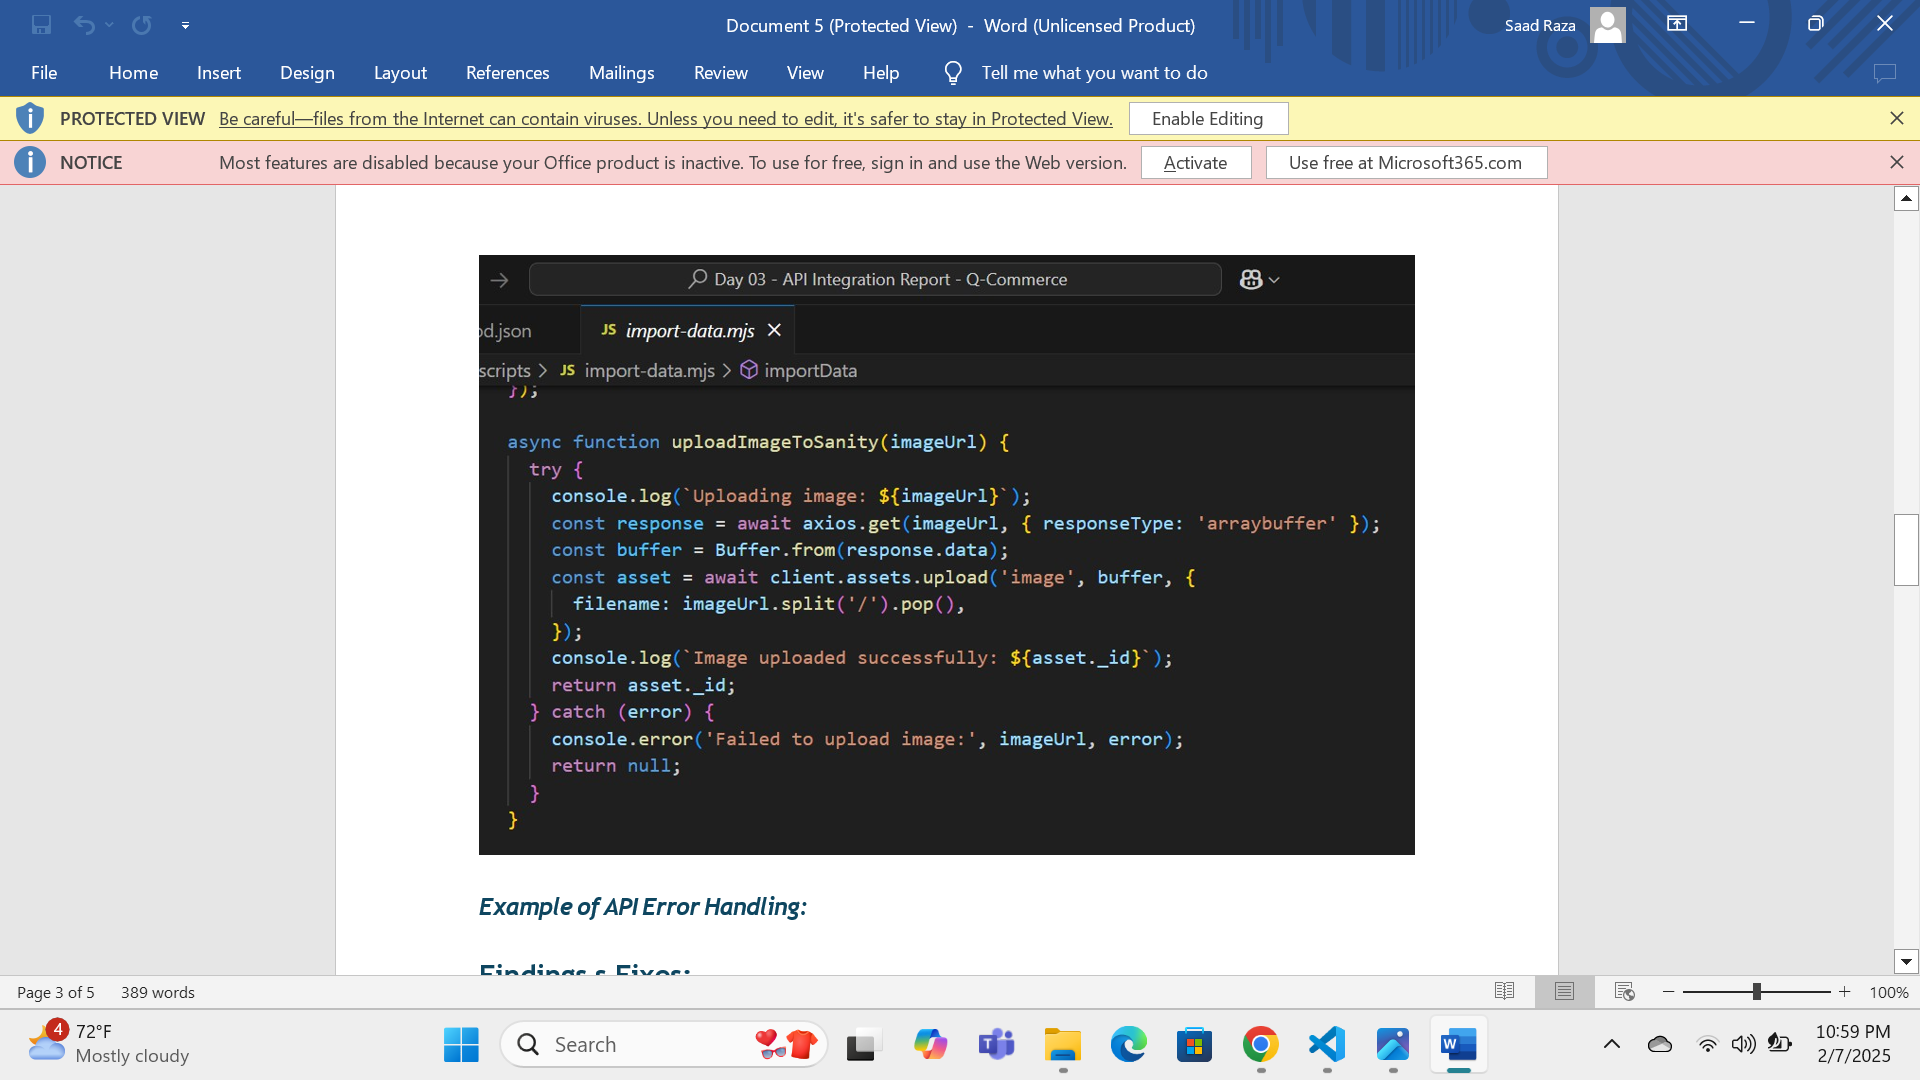 Document 5 (Protected View) - Word (Unlicensed Product)
Saad Raza
File Home Insert Design Layout References Mailings Review View Help Tell me what you want to do
PROTECTED VIEW Be careful—files from the Internet can contain viruses. Unless you need to edit, it's safer to stay in Protected View. Enable Editing
NOTICE Most features are disabled because your Office product is inactive. To use for free, sign in and use the Web version. Activate Use free at Microsoft365.com
Day 03 - API Integration Report - Q-Commerce
od.json JS import-data.mjs
scripts > JS import-data.mjs > importData
});
async function uploadImageToSanity(imageUrl) {
try {
console.log(`Uploading image: ${imageUrl}`);
const response = await axios.get(imageUrl, { responseType: 'arraybuffer' });
const buffer = Buffer.from(response.data);
const asset = await client.assets.upload('image', buffer, {
filename: imageUrl.split('/').pop(),
});
console.log(`Image uploaded successfully: ${asset._id}`);
return asset._id;
} catch (error) {
console.error('Failed to upload image:', imageUrl, error);
return null;
}
}
Example of API Error Handling:
Findings s Fixes:
Page 3 of 5 389 words
100%
4 72°F
Mostly cloudy
Search
10:59 PM
2/7/2025